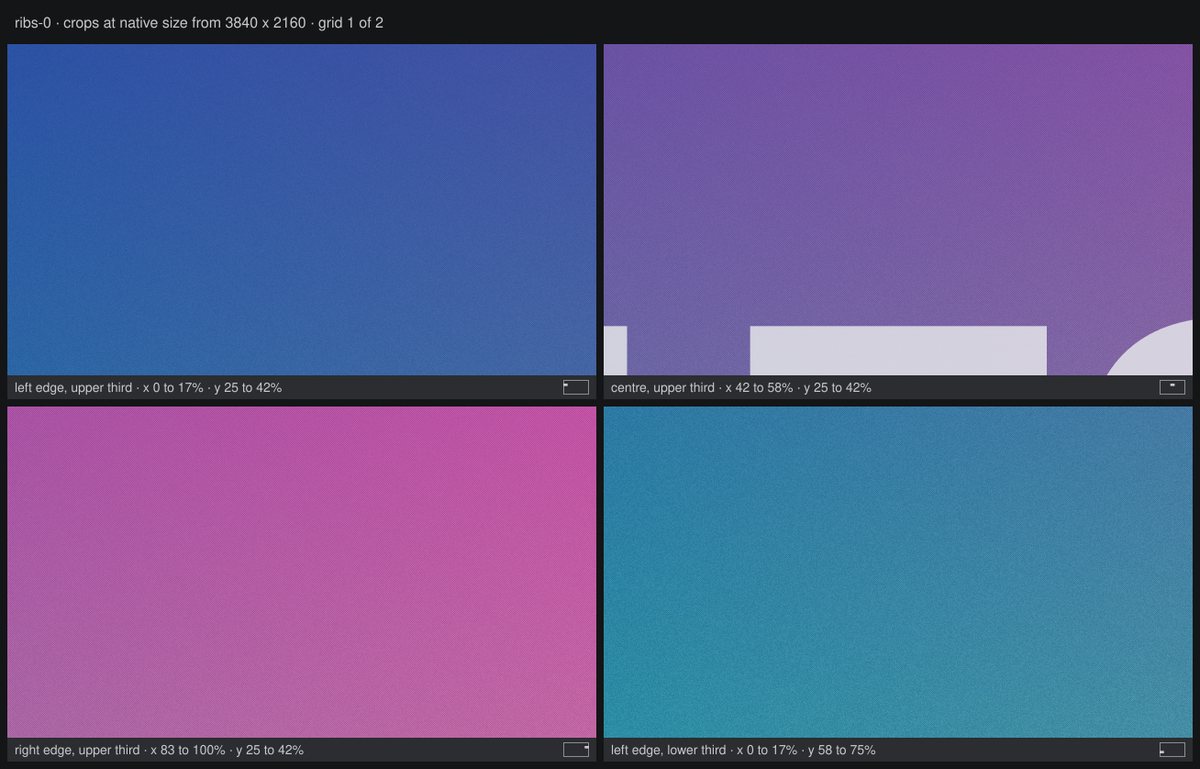 ribs-0 · crops at native size from 3840 x 2160 · grid 1 of 2
left edge, upper third · x 0 to 17% · y 25 to 42%
centre, upper third · x 42 to 58% · y 25 to 42%
right edge, upper third · x 83 to 100% · y 25 to 42%
left edge, lower third · x 0 to 17% · y 58 to 75%